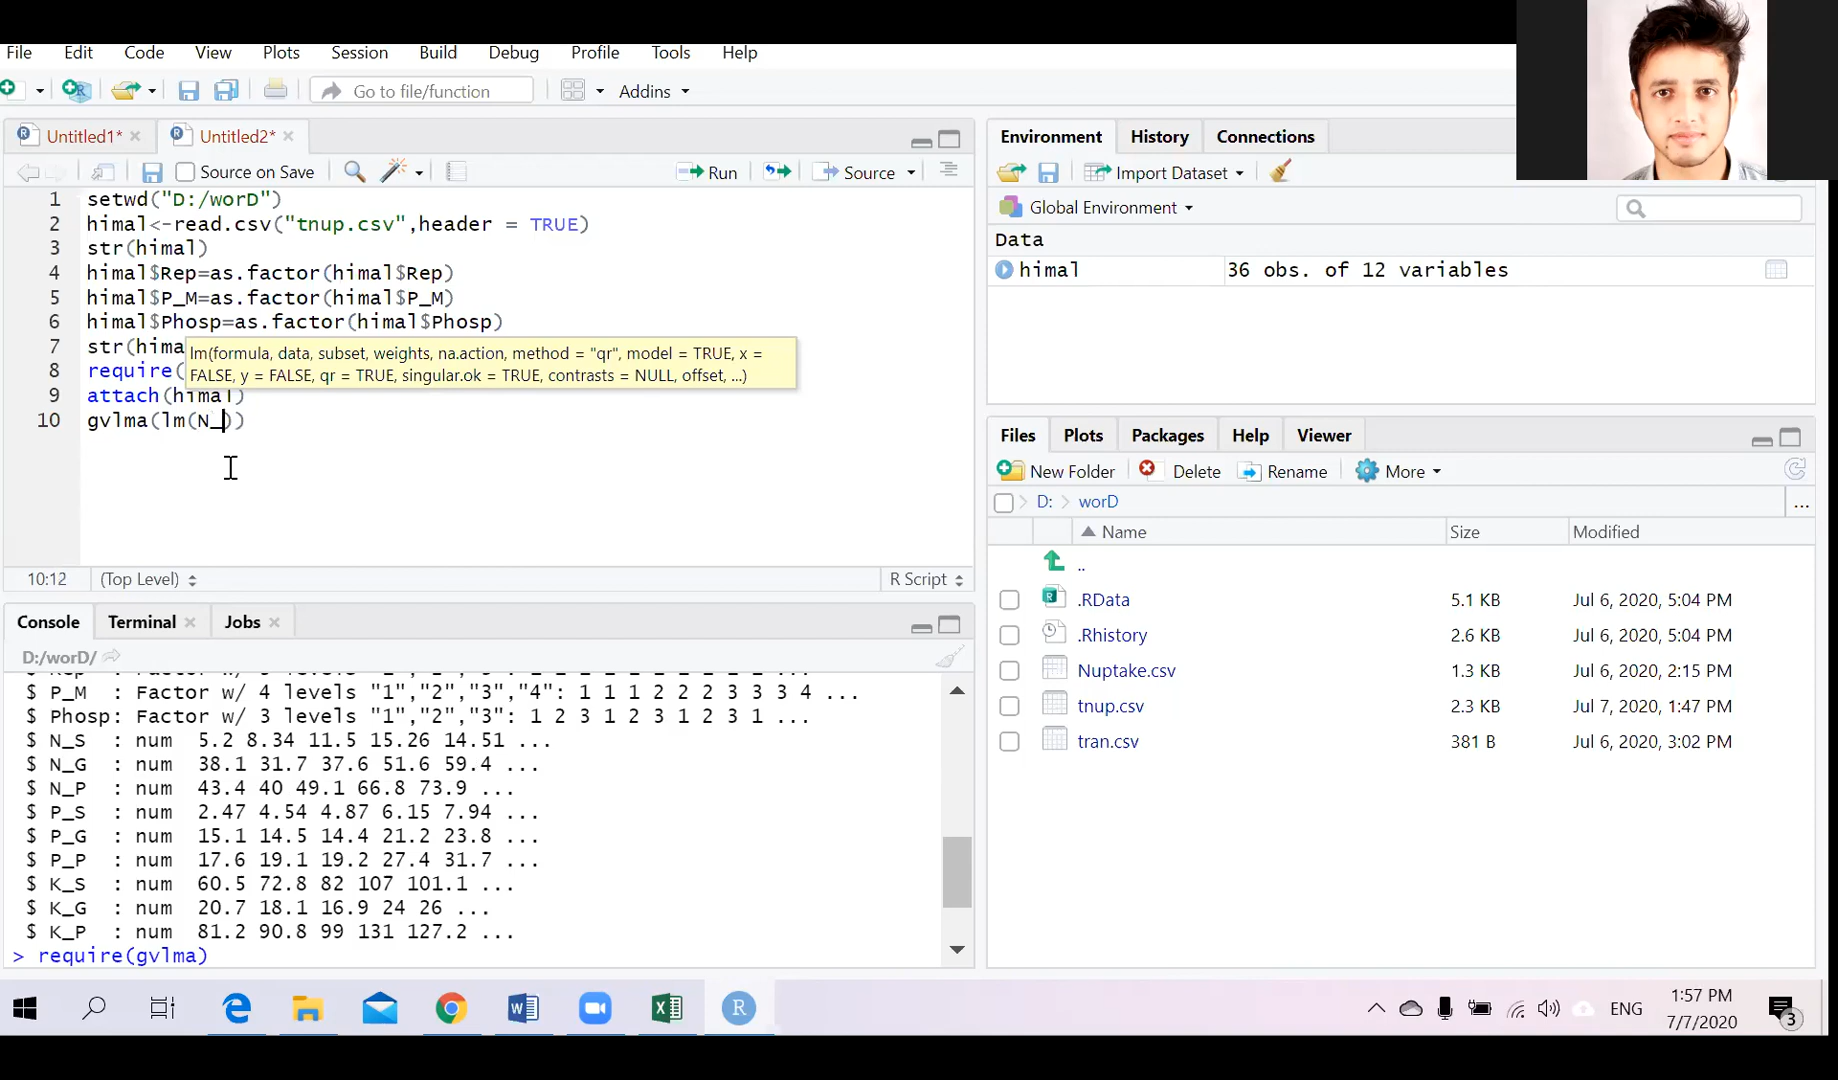 File Edit Code View Plots Session Build Debug Profile Tools Help
Go to file/function Addins
Untitled1* Untitled2*
Source on Save Run Source
1 setwd("D:/worD")
2 himal<-read.csv("tnup.csv",header = TRUE)
3 str(himal)
4 himal$Rep=as.factor(himal$Rep)
5 himal$P_M=as.factor(himal$P_M)
6 himal$Phosp=as.factor(himal$Phosp)
7 str(hima
lm(formula, data, subset, weights, na.action, method = "qr", model = TRUE, x =
8 require(
FALSE, y = FALSE, qr = TRUE, singular.ok = TRUE, contrasts = NULL, offset, ...)
9 attach(himal)
10 gvlma(lm(N_))
10:12 (Top Level) R Script
Console Terminal Jobs
D:/worD/
$ P_M : Factor w/ 4 levels "1","2","3","4": 1 1 1 2 2 2 3 3 3 4 ...
$ Phosp: Factor w/ 3 levels "1","2","3": 1 2 3 1 2 3 1 2 3 1 ...
$ N_S : num 5.2 8.34 11.5 15.26 14.51 ...
$ N_G : num 38.1 31.7 37.6 51.6 59.4 ...
$ N_P : num 43.4 40 49.1 66.8 73.9 ...
$ P_S : num 2.47 4.54 4.87 6.15 7.94 ...
$ P_G : num 15.1 14.5 14.4 21.2 23.8 ...
$ P_P : num 17.6 19.1 19.2 27.4 31.7 ...
$ K_S : num 60.5 72.8 82 107 101.1 ...
$ K_G : num 20.7 18.1 16.9 24 26 ...
$ K_P : num 81.2 90.8 99 131 127.2 ...
> require(gvlma)
Environment History Connections
Import Dataset
Global Environment
Data
himal 36 obs. of 12 variables
Files Plots Packages Help Viewer
New Folder Delete Rename More
D: worD ...
Name Size Modified
..
.RData 5.1 KB Jul 6, 2020, 5:04 PM
.Rhistory 2.6 KB Jul 6, 2020, 5:04 PM
Nuptake.csv 1.3 KB Jul 6, 2020, 2:15 PM
tnup.csv 2.3 KB Jul 7, 2020, 1:47 PM
tran.csv 381 B Jul 6, 2020, 3:02 PM
ENG
1:57 PM
7/7/2020
3